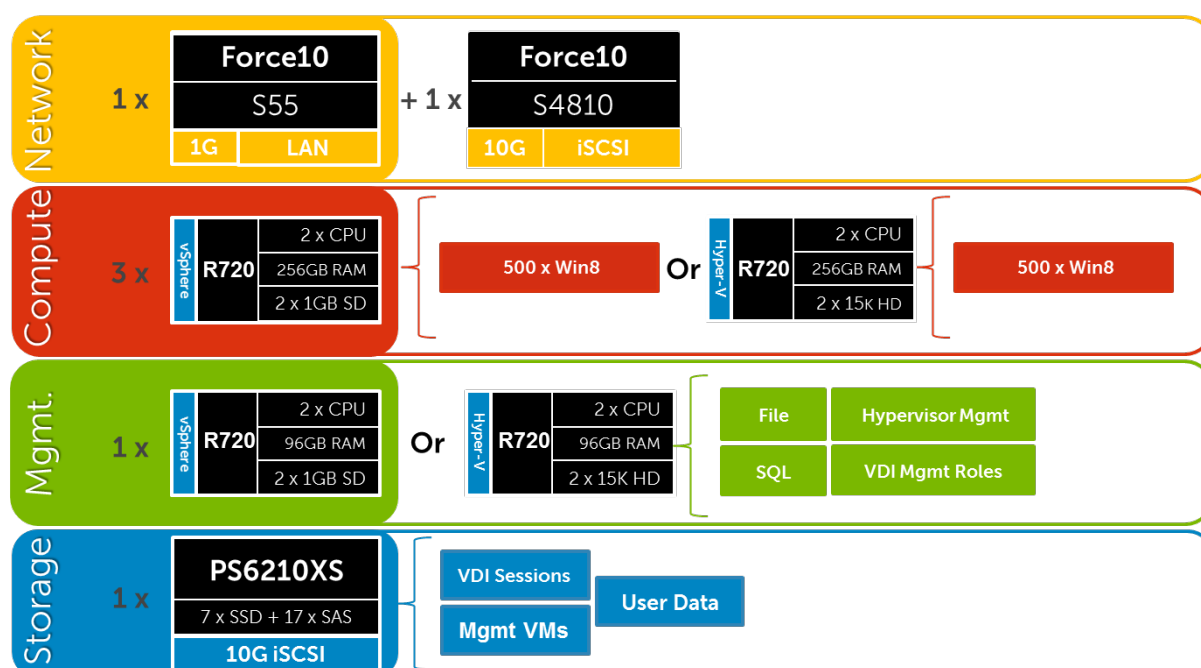 Network
1 x
Force10
S55
1G
LAN
+ 1 x
Force10
S4810
10G
iSCSI
Compute
3 x
vSphere
R720
2 x CPU
256GB RAM
2 x 1GB SD
500 x Win8
Or
Hyper-V
R720
2 x CPU
256GB RAM
2 x 15K HD
500 x Win8
Mgmt.
1 x
vSphere
R720
2 x CPU
96GB RAM
2 x 1GB SD
Or
Hyper-V
R720
2 x CPU
96GB RAM
2 x 15K HD
File
Hypervisor Mgmt
SQL
VDI Mgmt Roles
Storage
1 x
PS6210XS
7 x SSD + 17 x SAS
10G iSCSI
VDI Sessions
Mgmt VMs
User Data